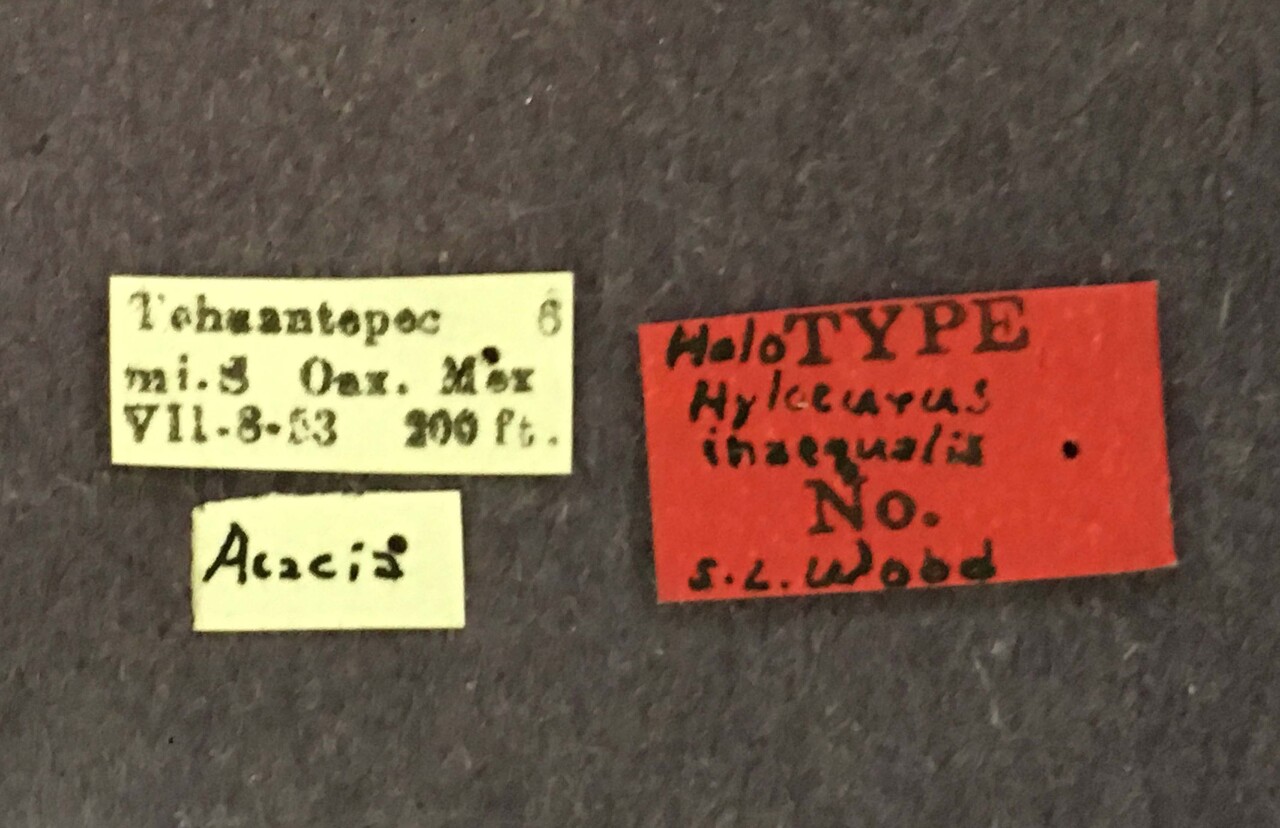 Tehuantepec 6
mi.S Oax. Mex
VII-8-53 200 ft.
Acacia
HoloTYPE
Hylocurus
inaequalis
No.
S.L. Wood